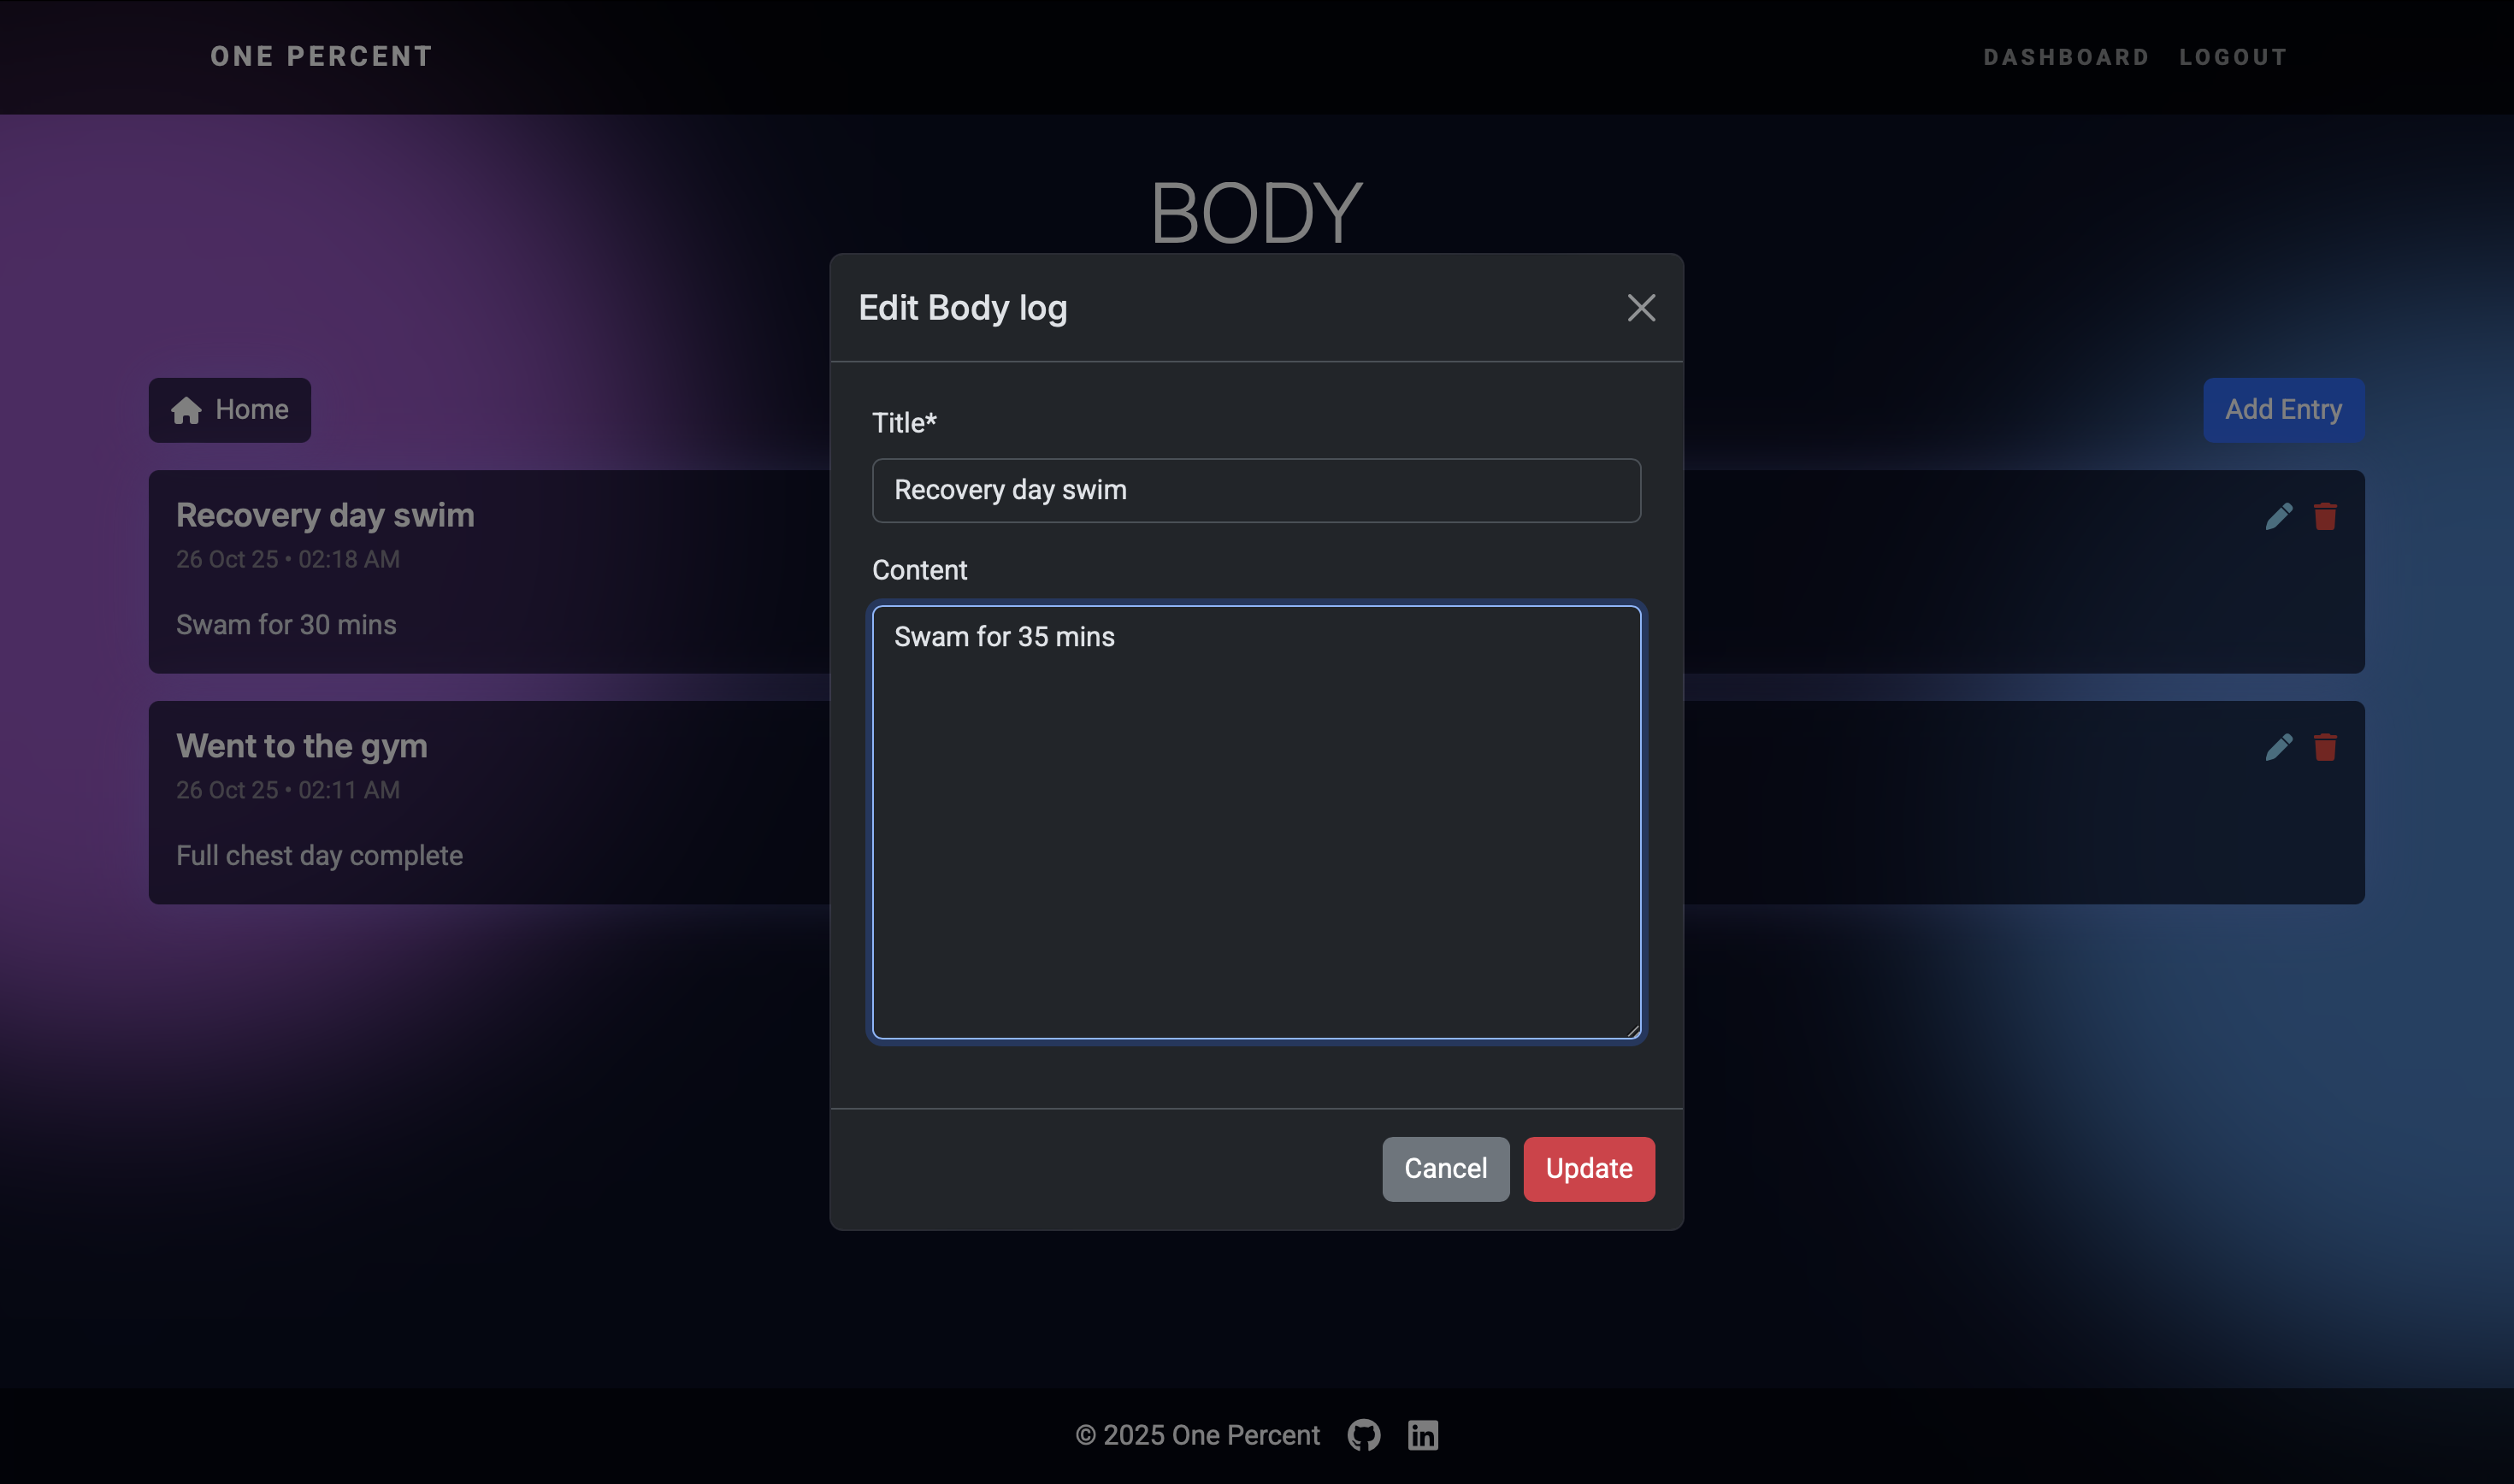 ONE PERCENT
DASHBOARD LOGOUT
BODY
Edit Body log
Title*
Recovery day swim
Content
Swam for 35 mins
Cancel Update
Home
Add Entry
Recovery day swim
26 Oct 25 • 02:18 AM
Swam for 30 mins
Went to the gym
26 Oct 25 • 02:11 AM
Full chest day complete
© 2025 One Percent